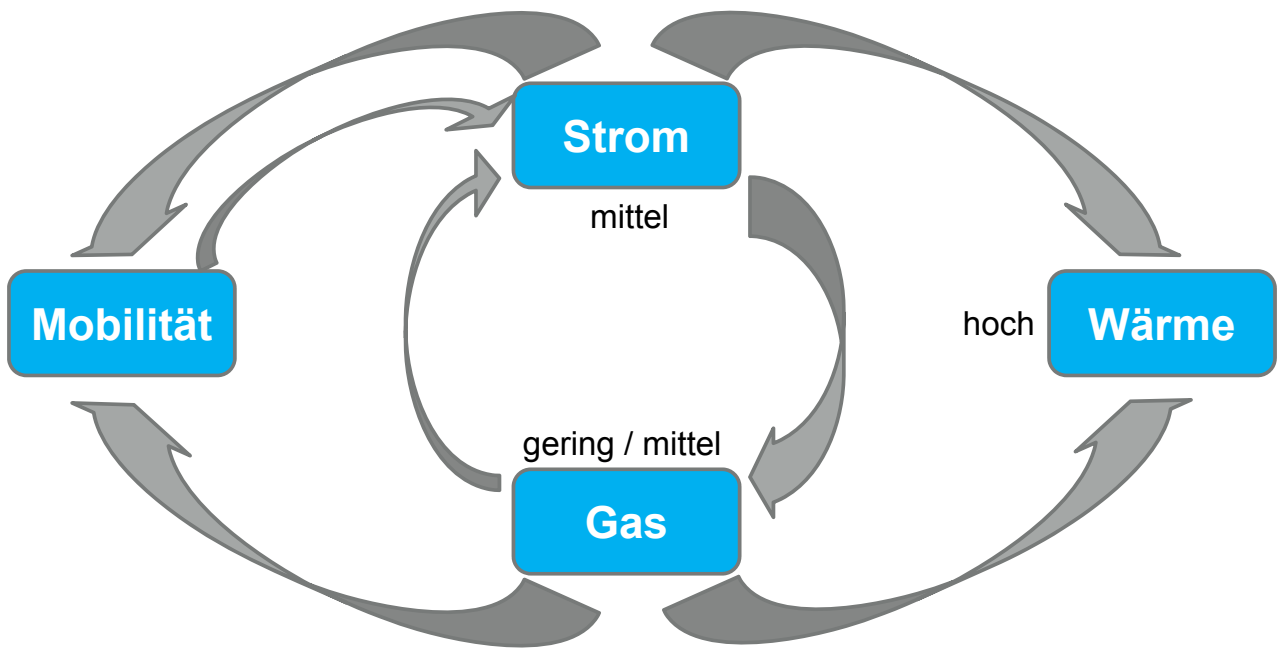 Strom
mittel
Mobilität
hoch
Wärme
gering / mittel
Gas